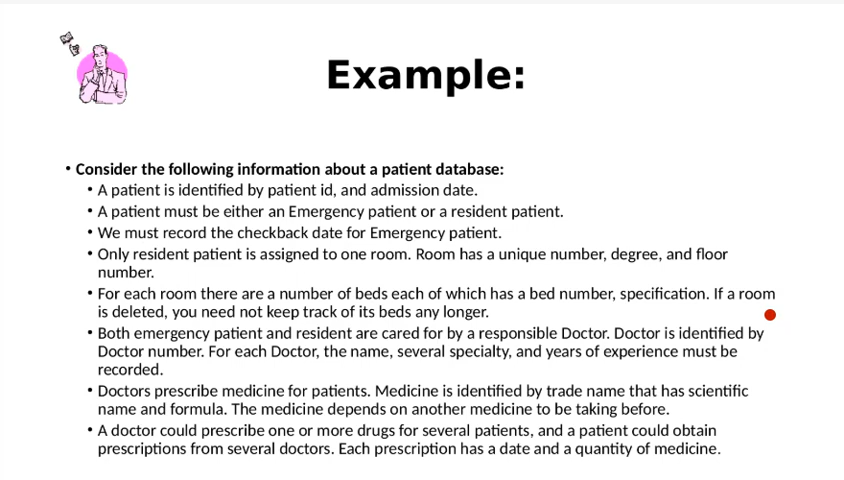 Example:
• Consider the following information about a patient database:
• A patient is identified by patient id, and admission date.
• A patient must be either an Emergency patient or a resident patient.
• We must record the checkback date for Emergency patient.
• Only resident patient is assigned to one room. Room has a unique number, degree, and floor
number.
• For each room there are a number of beds each of which has a bed number, specification. If a room
is deleted, you need not keep track of its beds any longer.
• Both emergency patient and resident are cared for by a responsible Doctor. Doctor is identified by
Doctor number. For each Doctor, the name, several specialty, and years of experience must be
recorded.
• Doctors prescribe medicine for patients. Medicine is identified by trade name that has scientific
name and formula. The medicine depends on another medicine to be taking before.
• A doctor could prescribe one or more drugs for several patients, and a patient could obtain
prescriptions from several doctors. Each prescription has a date and a quantity of medicine.